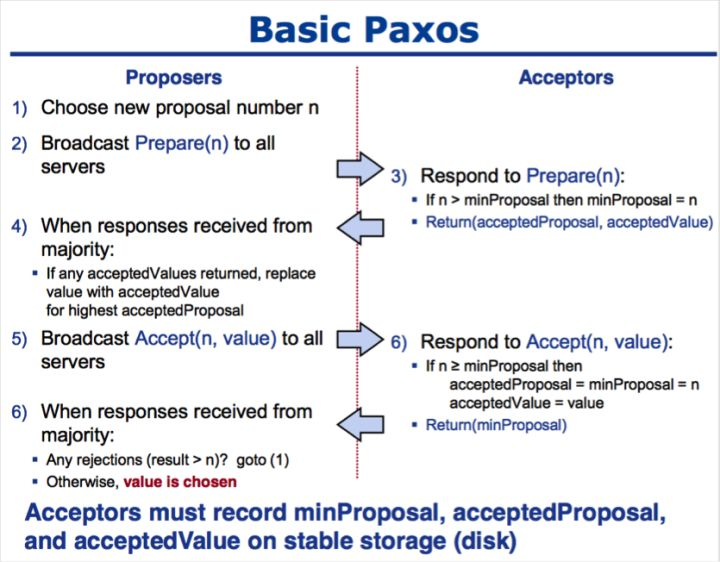 Basic Paxos
Proposers
1) Choose new proposal number n
2) Broadcast Prepare(n) to all
servers
4) When responses received from
majority:
▪ If any acceptedValues returned, replace
value with acceptedValue
for highest acceptedProposal
5) Broadcast Accept(n, value) to all
servers
6) When responses received from
majority:
▪ Any rejections (result > n)? goto (1)
▪ Otherwise, value is chosen
Acceptors
3) Respond to Prepare(n):
▪ If n > minProposal then minProposal = n
▪ Return(acceptedProposal, acceptedValue)
6) Respond to Accept(n, value):
▪ If n ≥ minProposal then
acceptedProposal = minProposal = n
acceptedValue = value
▪ Return(minProposal)
Acceptors must record minProposal, acceptedProposal,
and acceptedValue on stable storage (disk)